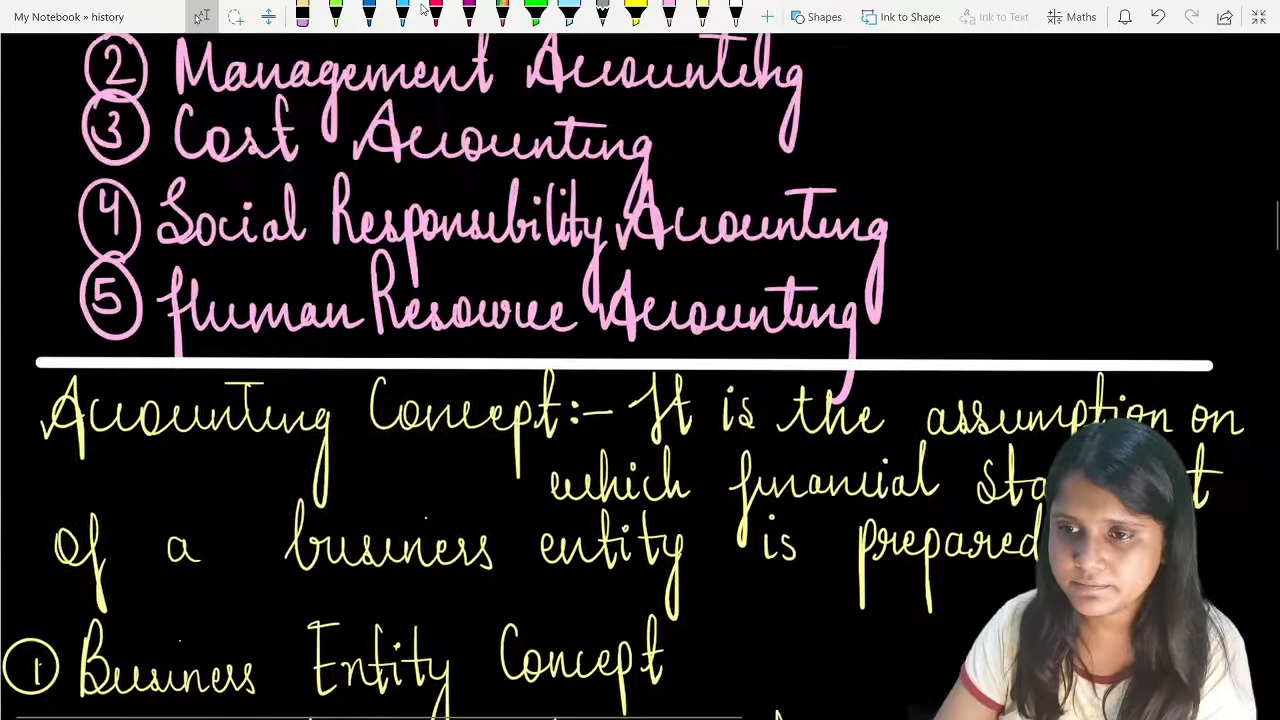 My Notebook » theory
Shapes Ink to Shape Ink to Text Maths
② Management Accounting
③ Cost Accounting
④ Social Responsibility Accounting
⑤ Human Resource Accounting
Accounting Concept:- It is the assumption on
which financial
of a business entity is prepared
① Business Entity Concept